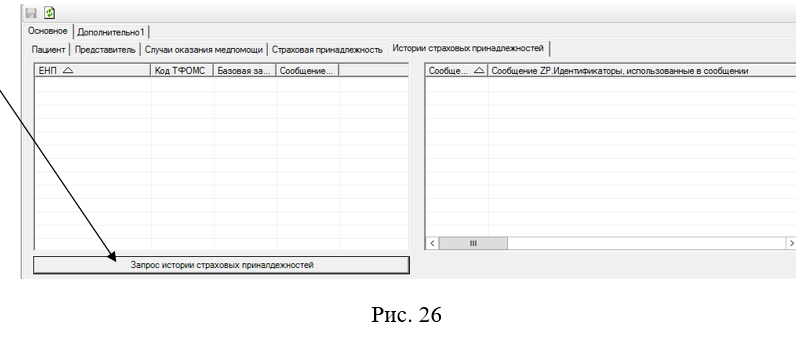 Основное Дополнительно1
Пациент Представитель Случаи оказания медпомощи Страховая принадлежность Истории страховых принадлежностей
ЕНП Код ТФОМС Базовая за... Сообщение... Сообще... Сообщение ZP.Идентификаторы, использованные в сообщении
Запрос истории страховых приналдежностей
Рис. 26